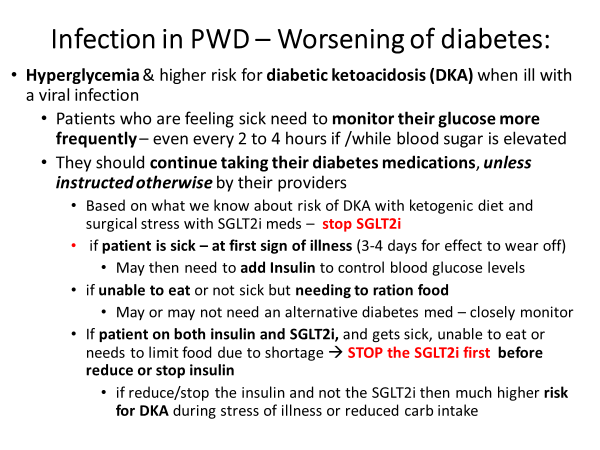 Infection in PWD – Worsening of diabetes:
• Hyperglycemia & higher risk for diabetic ketoacidosis (DKA) when ill with
a viral infection
• Patients who are feeling sick need to monitor their glucose more
frequently – even every 2 to 4 hours if /while blood sugar is elevated
• They should continue taking their diabetes medications, unless
instructed otherwise by their providers
• Based on what we know about risk of DKA with ketogenic diet and
surgical stress with SGLT2i meds – stop SGLT2i
• if patient is sick – at first sign of illness (3-4 days for effect to wear off)
• May then need to add Insulin to control blood glucose levels
• if unable to eat or not sick but needing to ration food
• May or may not need an alternative diabetes med – closely monitor
• If patient on both insulin and SGLT2i, and gets sick, unable to eat or
needs to limit food due to shortage → STOP the SGLT2i first before
reduce or stop insulin
• if reduce/stop the insulin and not the SGLT2i then much higher risk
for DKA during stress of illness or reduced carb intake